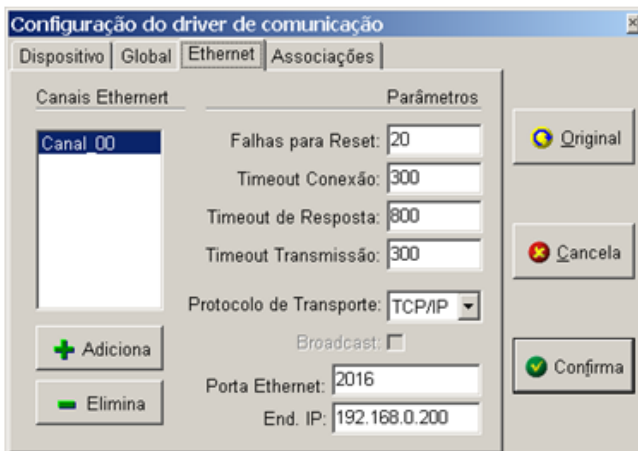 Configuração do driver de comunicação
Dispositivo Global Ethernet Associações
Canais Ethernert
Parâmetros
Canal_00
Falhas para Reset: 20
Timeout Conexão: 300
Timeout de Resposta: 800
Timeout Transmissão: 300
Protocolo de Transporte: TCP/IP
Broadcast:
Porta Ethernet: 2016
End. IP: 192.168.0.200
Adiciona
Elimina
Original
Cancela
Confirma